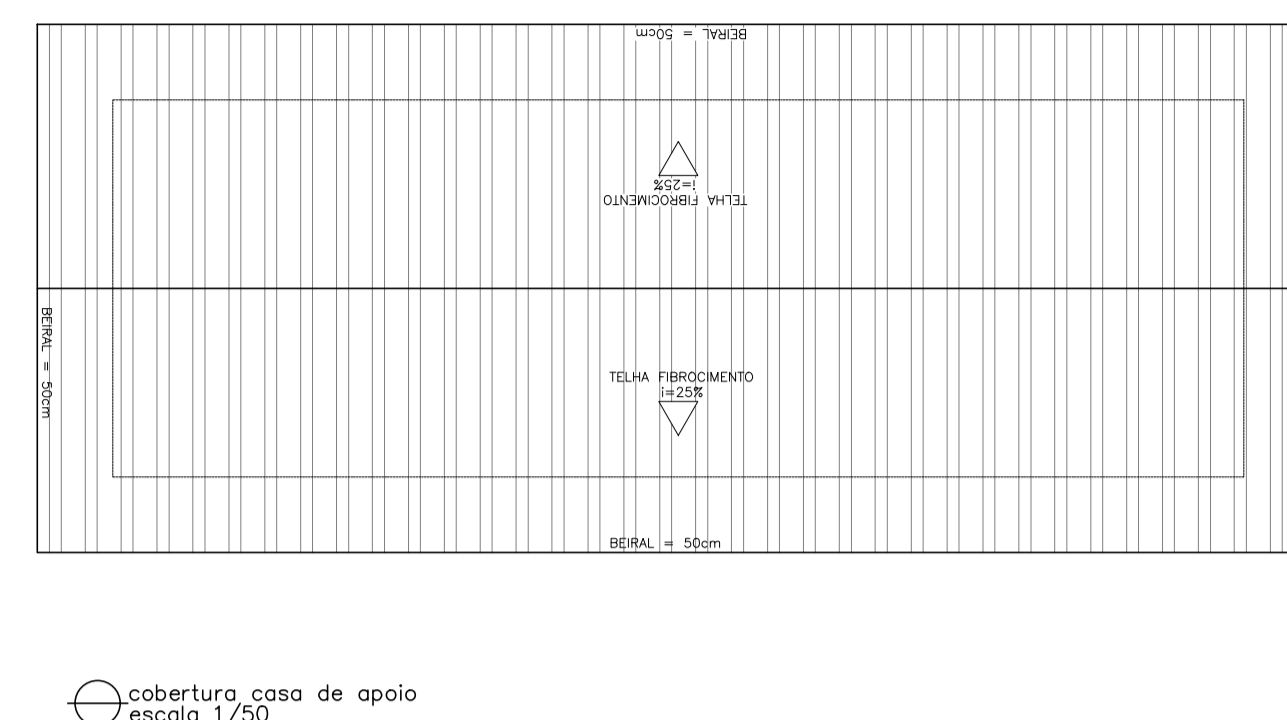 BEIRAL = 50cm
i=25%
TELHA FIBROCIMENTO
BEIRAL = 50cm
TELHA FIBROCIMENTO
i=25%
BEIRAL = 50cm
cobertura casa de apoio
escala 1/50